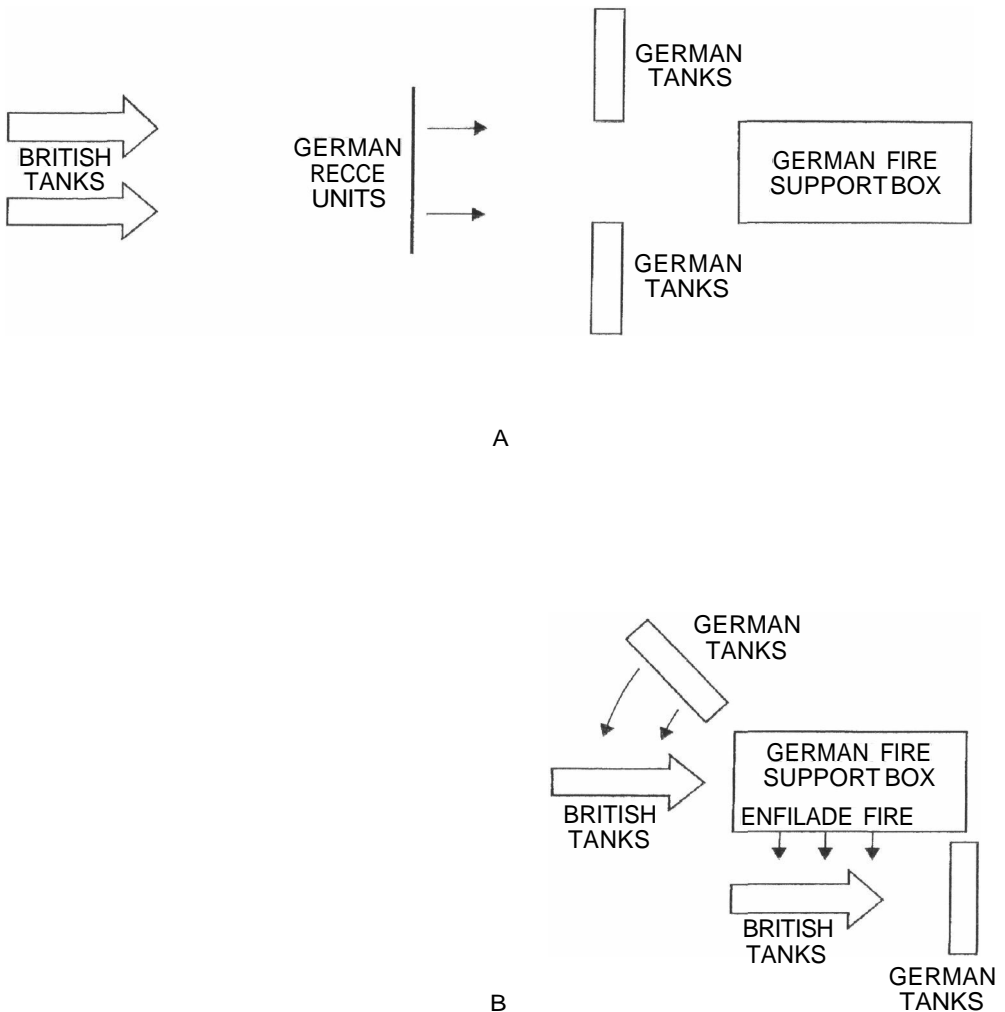 GERMAN
TANKS
BRITISH
TANKS
GERMAN
RECCE
UNITS
GERMAN FIRE
SUPPORT BOX
GERMAN
TANKS
A
GERMAN
TANKS
GERMAN FIRE
SUPPORT BOX
ENFILADE FIRE
BRITISH
TANKS
BRITISH
TANKS
GERMAN
TANKS
B